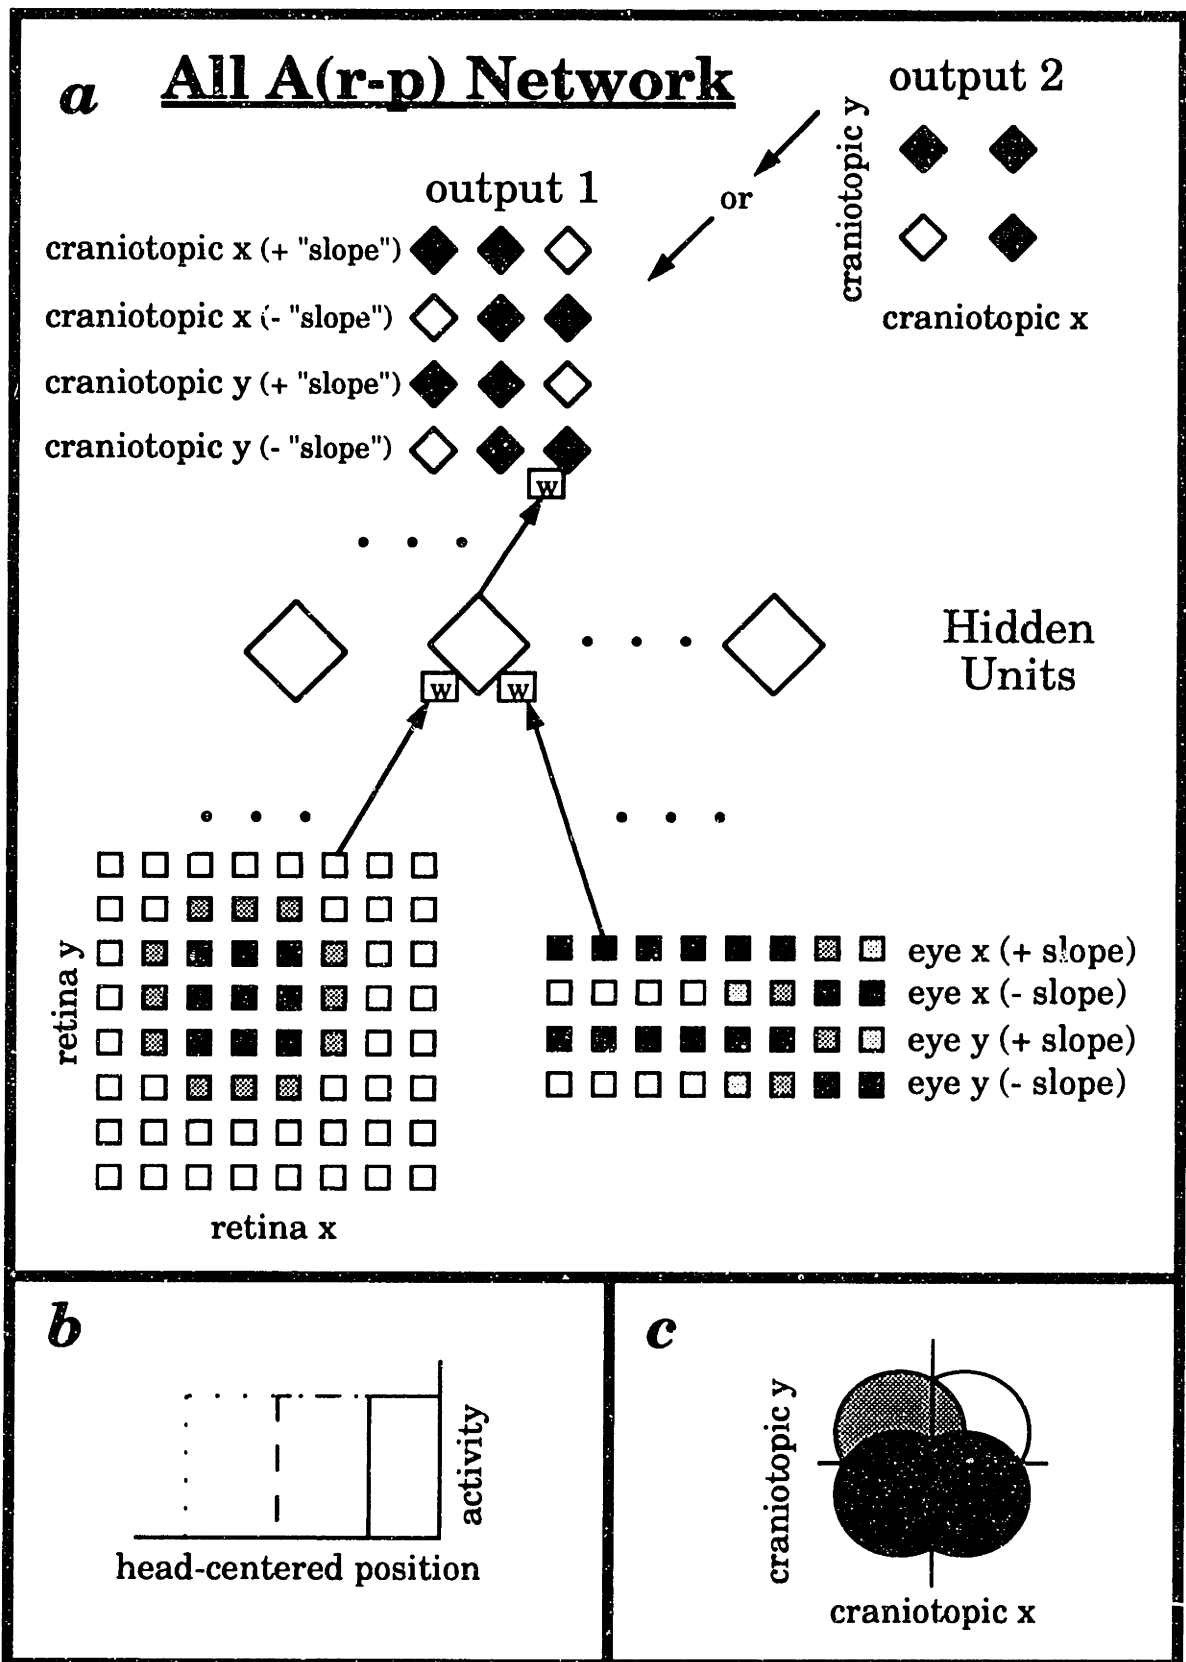 a
All A(r-p) Network
output 2
craniotopic y
craniotopic x
or
output 1
craniotopic x (+ "slope")
craniotopic x (- "slope")
craniotopic y (+ "slope")
craniotopic y (- "slope")
w
Hidden
Units
w
w
retina y
retina x
eye x (+ slope)
eye x (- slope)
eye y (+ slope)
eye y (- slope)
b
activity
head-centered position
c
craniotopic y
craniotopic x